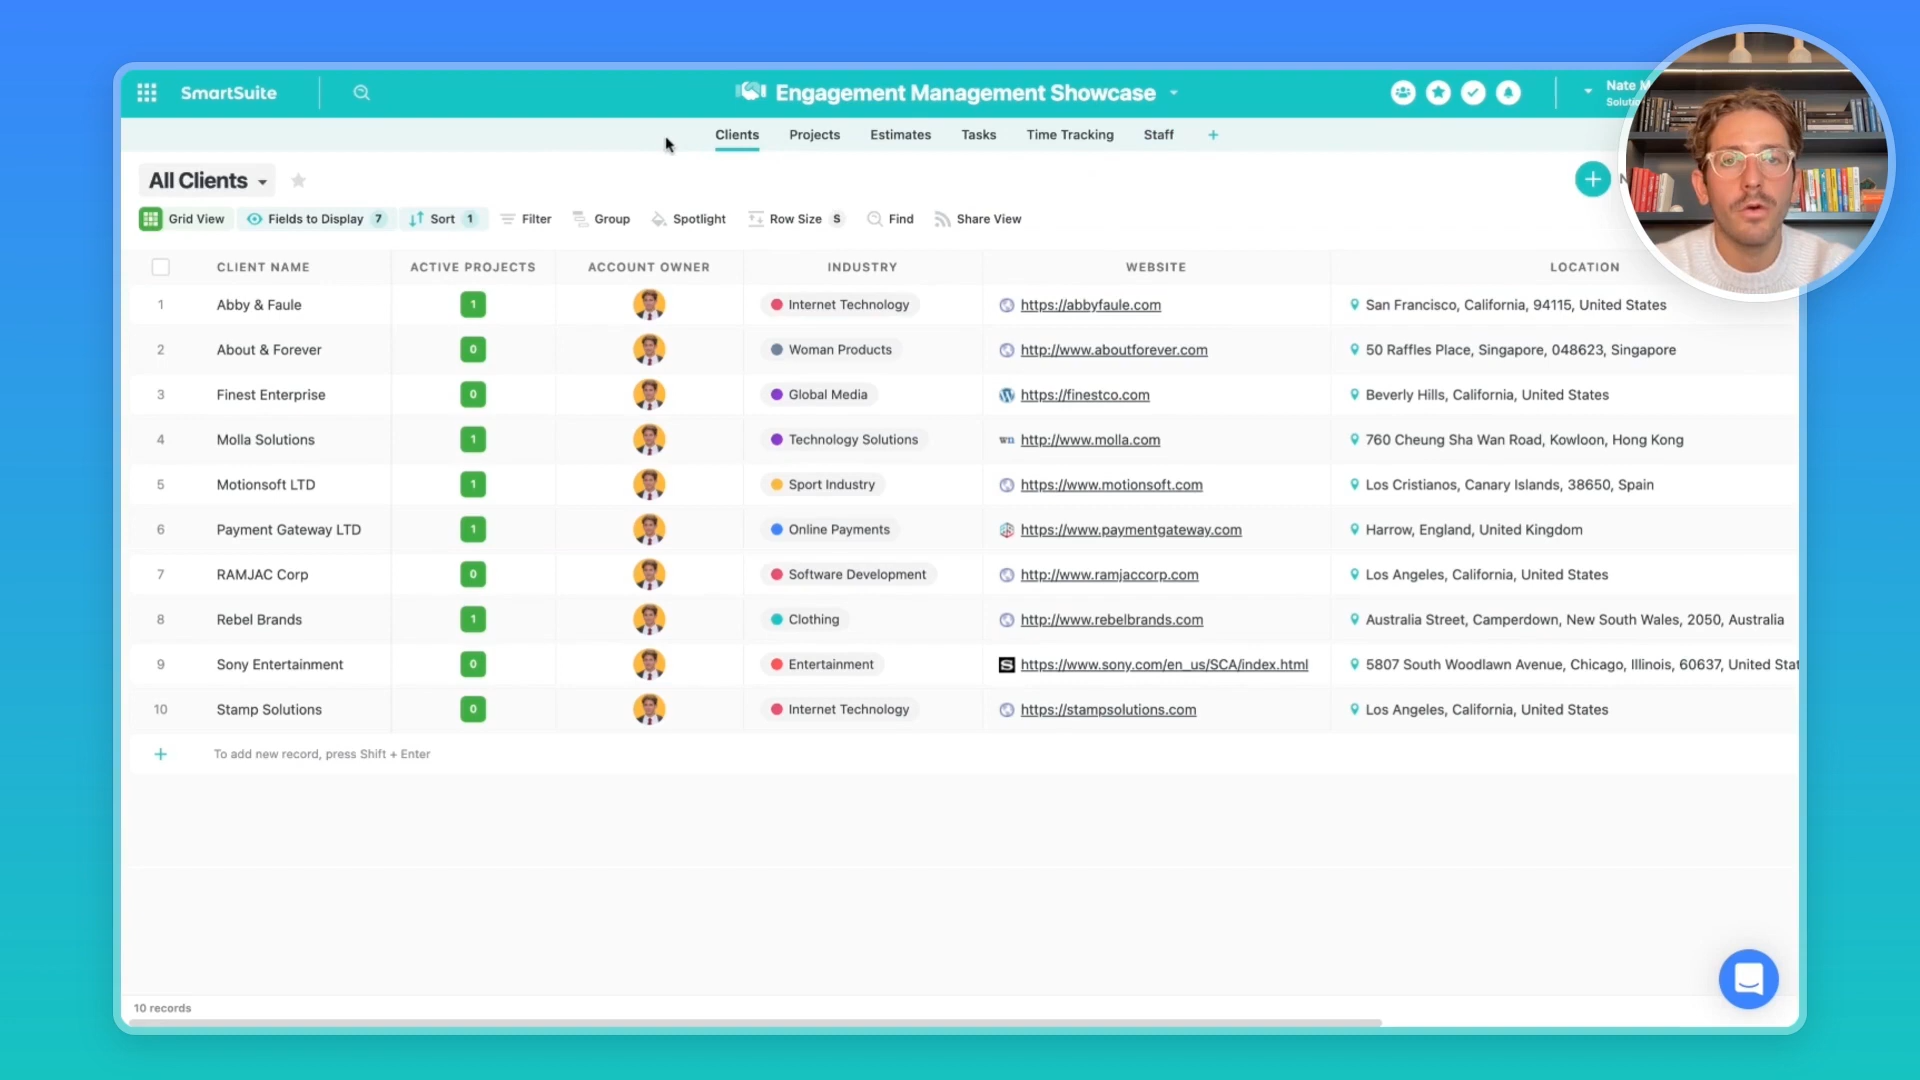 SmartSuite
Engagement Management Showcase
Nate M
Solutio
Clients Projects Estimates Tasks Time Tracking Staff +
All Clients
Grid View Fields to Display 7 Sort 1 Filter Group Spotlight Row Size S Find Share View
CLIENT NAME ACTIVE PROJECTS ACCOUNT OWNER INDUSTRY WEBSITE LOCATION
1 Abby & Faule 1 Internet Technology https://abbyfaule.com San Francisco, California, 94115, United States
2 About & Forever 0 Woman Products http://www.aboutforever.com 50 Raffles Place, Singapore, 048623, Singapore
3 Finest Enterprise 0 Global Media https://finestco.com Beverly Hills, California, United States
4 Molla Solutions 1 Technology Solutions wn http://www.molla.com 760 Cheung Sha Wan Road, Kowloon, Hong Kong
5 Motionsoft LTD 1 Sport Industry https://www.motionsoft.com Los Cristianos, Canary Islands, 38650, Spain
6 Payment Gateway LTD 1 Online Payments https://www.paymentgateway.com Harrow, England, United Kingdom
7 RAMJAC Corp 0 Software Development http://www.ramjaccorp.com Los Angeles, California, United States
8 Rebel Brands 1 Clothing http://www.rebelbrands.com Australia Street, Camperdown, New South Wales, 2050, Australia
9 Sony Entertainment 0 Entertainment S https://www.sony.com/en_us/SCA/index.html 5807 South Woodlawn Avenue, Chicago, Illinois, 60637, United Stat
10 Stamp Solutions 0 Internet Technology https://stampsolutions.com Los Angeles, California, United States
+ To add new record, press Shift + Enter
10 records